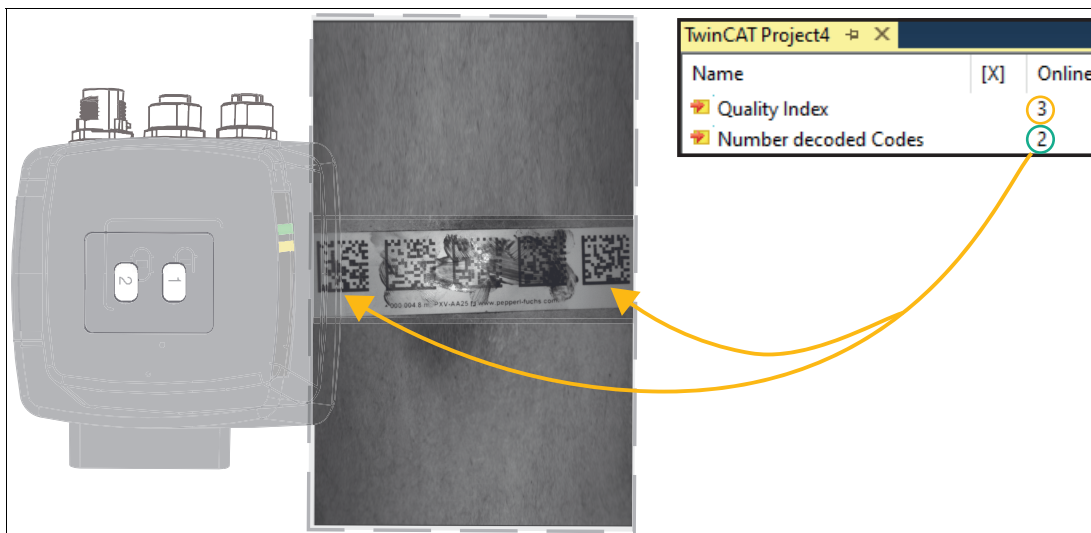 TwinCAT Project4
Name [X] Online
Quality Index 3
Number decoded Codes 2
2 1
000 004.8 m, PXV-AA25 www.pepperl-fuchs.com